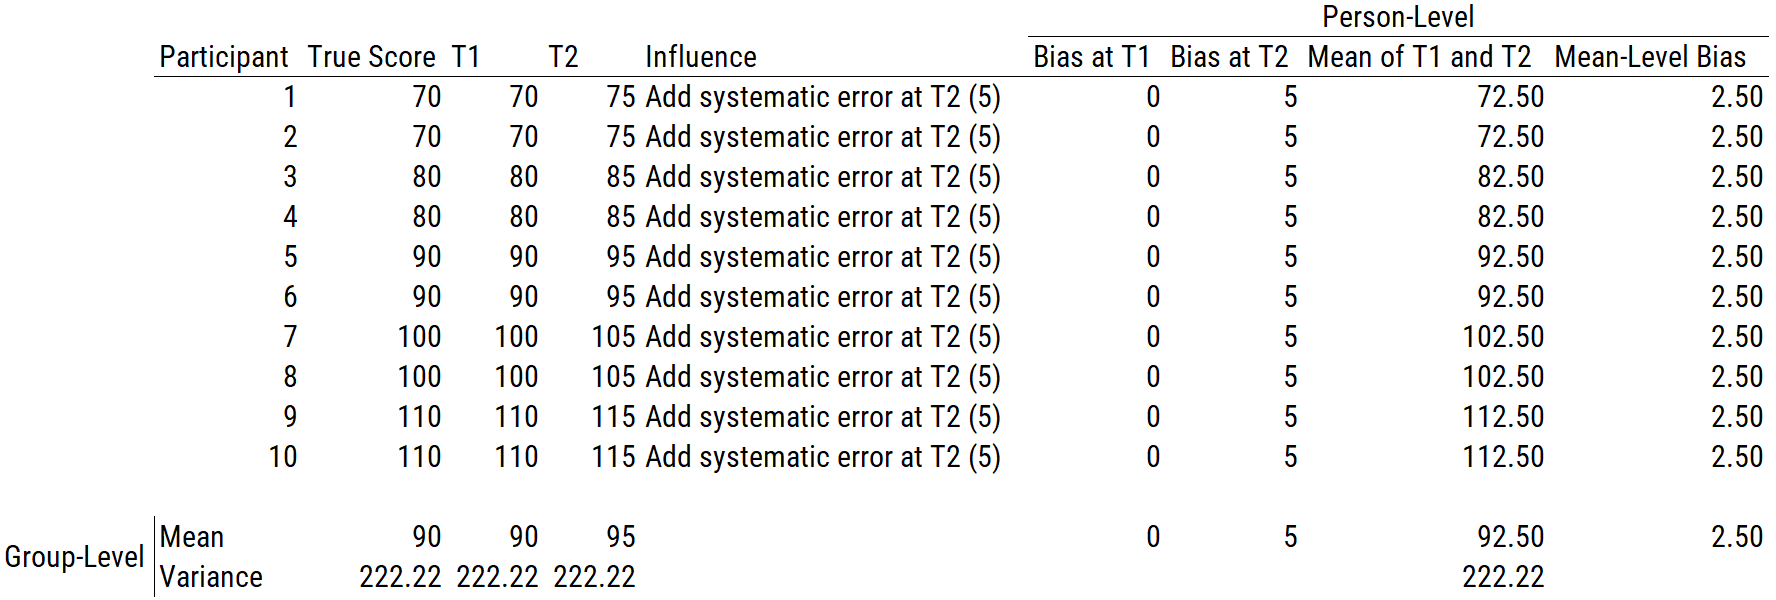 Person-Level
Participant True Score T1 T2 Influence Bias at T1 Bias at T2 Mean of T1 and T2 Mean-Level Bias
1 70 70 75 Add systematic error at T2 (5) 0 5 72.50 2.50
2 70 70 75 Add systematic error at T2 (5) 0 5 72.50 2.50
3 80 80 85 Add systematic error at T2 (5) 0 5 82.50 2.50
4 80 80 85 Add systematic error at T2 (5) 0 5 82.50 2.50
5 90 90 95 Add systematic error at T2 (5) 0 5 92.50 2.50
6 90 90 95 Add systematic error at T2 (5) 0 5 92.50 2.50
7 100 100 105 Add systematic error at T2 (5) 0 5 102.50 2.50
8 100 100 105 Add systematic error at T2 (5) 0 5 102.50 2.50
9 110 110 115 Add systematic error at T2 (5) 0 5 112.50 2.50
10 110 110 115 Add systematic error at T2 (5) 0 5 112.50 2.50
Group-Level
Mean 90 90 95 0 5 92.50 2.50
Variance 222.22 222.22 222.22 222.22